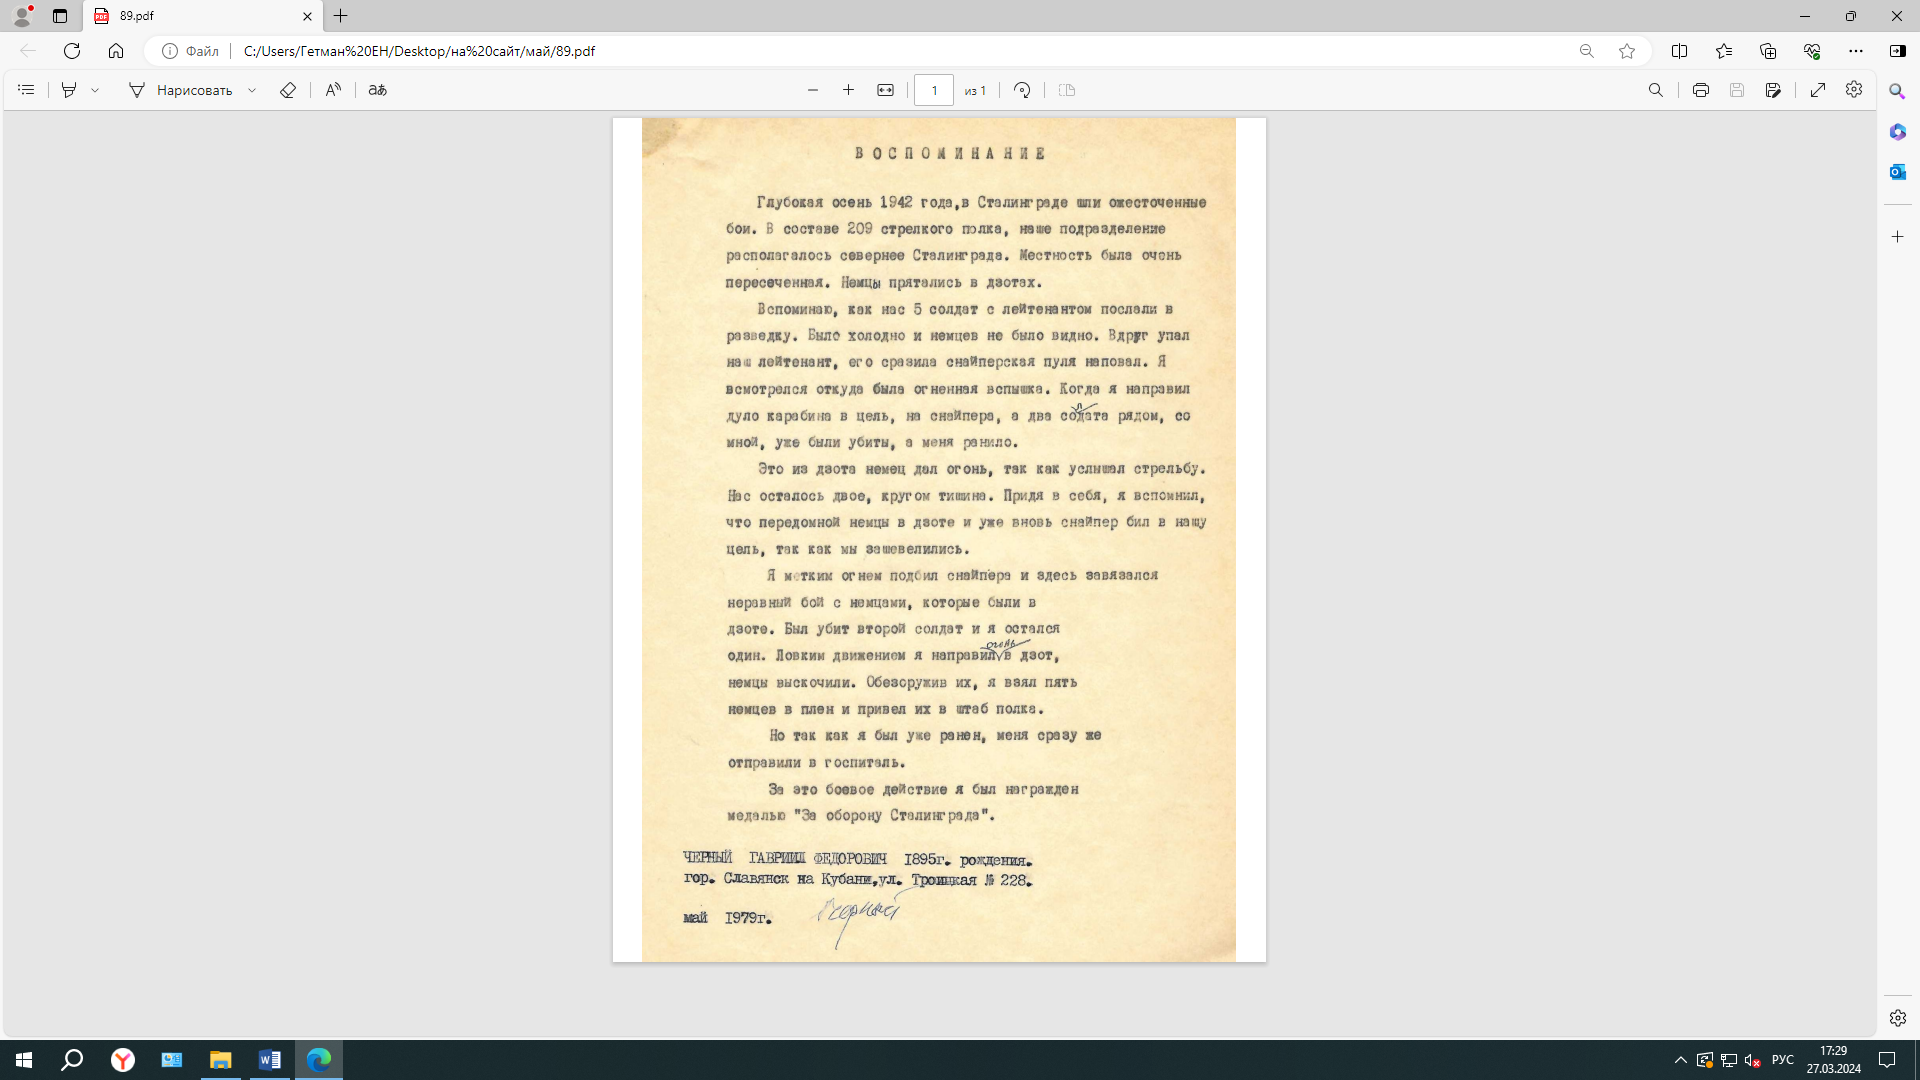 89.pdf
Файл
C:/Users/Гетман%20ЕН/Desktop/на%20сайт/май/89.pdf
Нарисовать
1
из 1
ВОСПОМИНАНИЕ
Глубокая осень 1942 года,в Сталинграде шли ожесточенные
бои. В составе 209 стрелкого полка, наше подразделение
располагалось севернее Сталинграда. Местность была очень
пересеченная. Немцы прятались в дзотах.
Вспоминаю, как нас 5 солдат с лейтенантом послали в
разведку. Было холодно и немцев не было видно. Вдруг упал
наш лейтенант, его сразила снайперская пуля наповал. Я
всмотрелся откуда была огненная вспышка. Когда я направил
дуло карабина в цель, на снайпера, а два содата рядом, со
мной, уже были убиты, а меня ранило.
Это из дзота немец дал огонь, так как услышал стрельбу.
Нас осталось двое, кругом тишина. Придя в себя, я вспомнил,
что передомной немцы в дзоте и уже вновь снайпер бил в нашу
цель, так как мы зашевелились.
Я метким огнем подбил снайпера и здесь завязался
неравный бой с немцами, которые были в
дзоте. Был убит второй солдат и я остался
огонь
один. Ловким движением я направил в дзот,
немцы выскочили. Обезоружив их, я взял пять
немцев в плен и привел их в штаб полка.
Но так как я был уже ранен, меня сразу же
отправили в госпиталь.
За это боевое действие я был награжден
медалью "За оборону Сталинграда".
ЧЕРНЫЙ ГАВРИИЛ ФЕДОРОВИЧ 1895г. рождения.
гор. Славянск на Кубани,ул. Троицкая № 228.
май 1979г.
РУС
17:29
27.03.2024